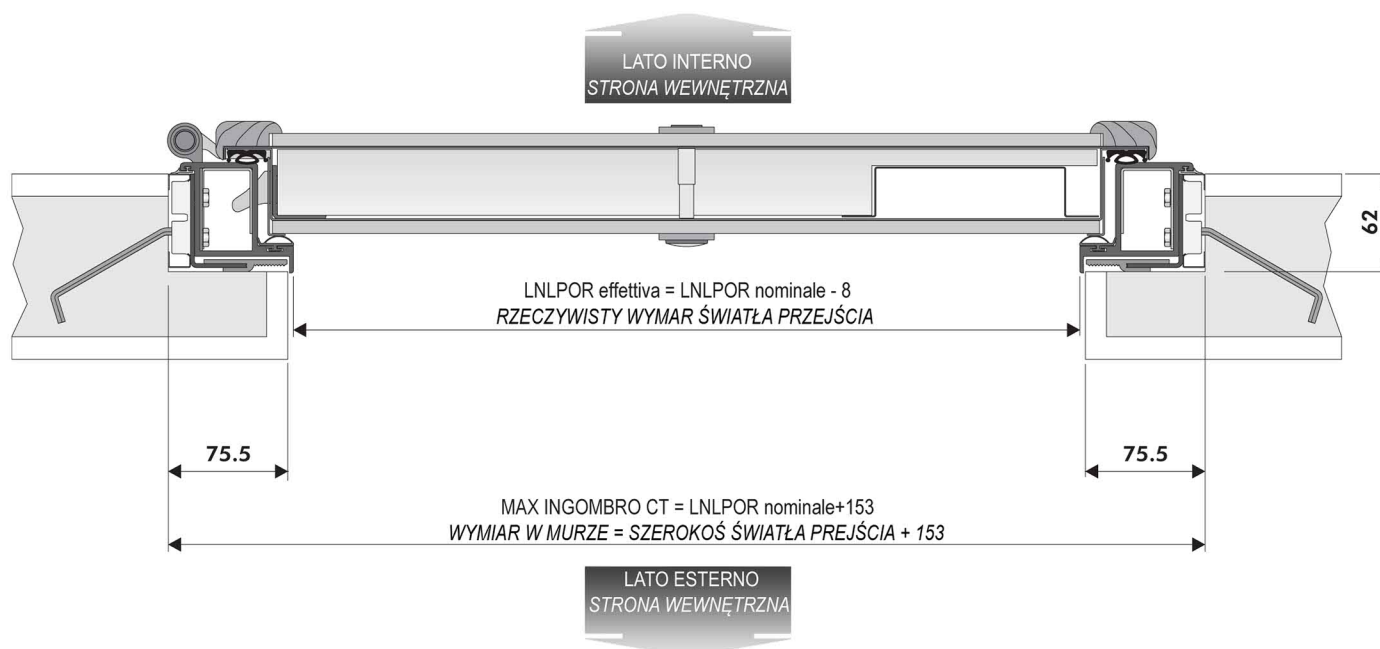 LATO INTERNO
STRONA WEWNĘTRZNA
62
LNLPOR effettiva = LNLPOR nominale - 8
RZECZYWISTY WYMAR ŚWIATŁA PRZEJŚCIA
75.5
75.5
MAX INGOMBRO CT = LNLPOR nominale+153
WYMIAR W MURZE = SZEROKOŚ ŚWIATŁA PREJŚCIA + 153
LATO ESTERNO
STRONA WEWNĘTRZNA